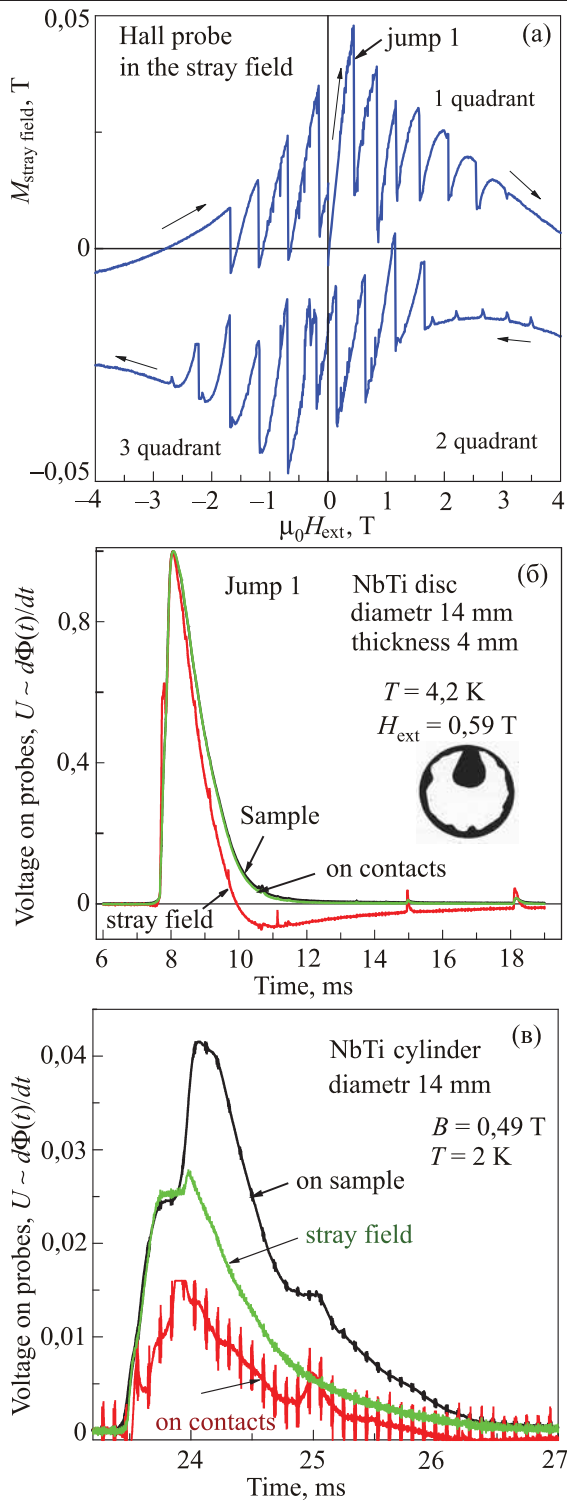 0,05
(а)
Hall probe
in the stray field
jump 1
1 quadrant
M stray field, T
0
3 quadrant
2 quadrant
–0,05
–4 –3 –2 –1 0 1 2 3 4
μ0Hext, T
(б)
Jump 1
NbTi disc
diametr 14 mm
thickness 4 mm
0,8
T = 4,2 K
Hext = 0,59 T
Voltage on probes, U ~ dΦ(t)/dt
0,4
Sample
on contacts
0
stray field
6 8 10 12 14 16 18
Time, ms
(в)
0,04
NbTi cylinder
diametr 14 mm
B = 0,49 T
T = 2 K
0,03
on sample
Voltage on probes, U ~ dΦ(t)/dt
stray field
0,02
0,01
on contacts
0
24 25 26 27
Time, ms